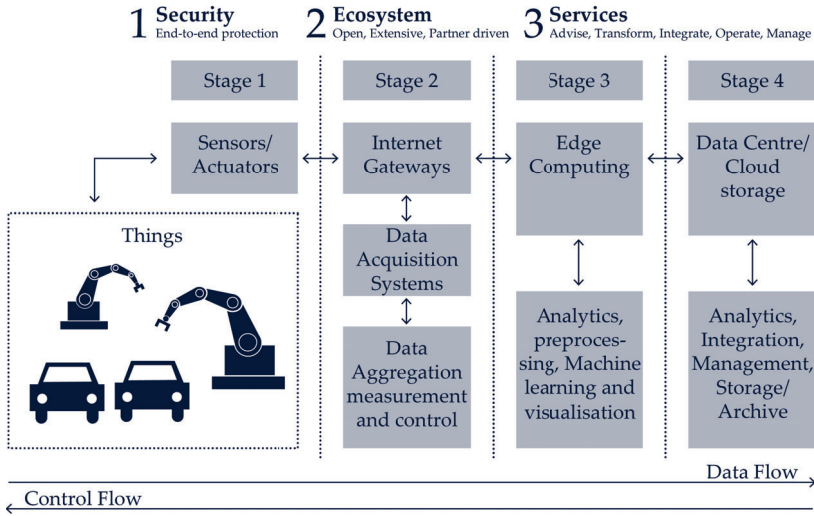 1 Security
End-to-end protection
2 Ecosystem
Open, Extensive, Partner driven
3 Services
Advise, Transform, Integrate, Operate, Manage
Stage 1
Stage 2
Stage 3
Stage 4
Sensors/
Actuators
Internet
Gateways
Edge
Computing
Data Centre/
Cloud
storage
Things
Data
Acquisition
Systems
Data
Aggregation
measurement
and control
Analytics,
preproces-
sing, Machine
learning and
visualisation
Analytics,
Integration,
Management,
Storage/
Archive
Data Flow
Control Flow